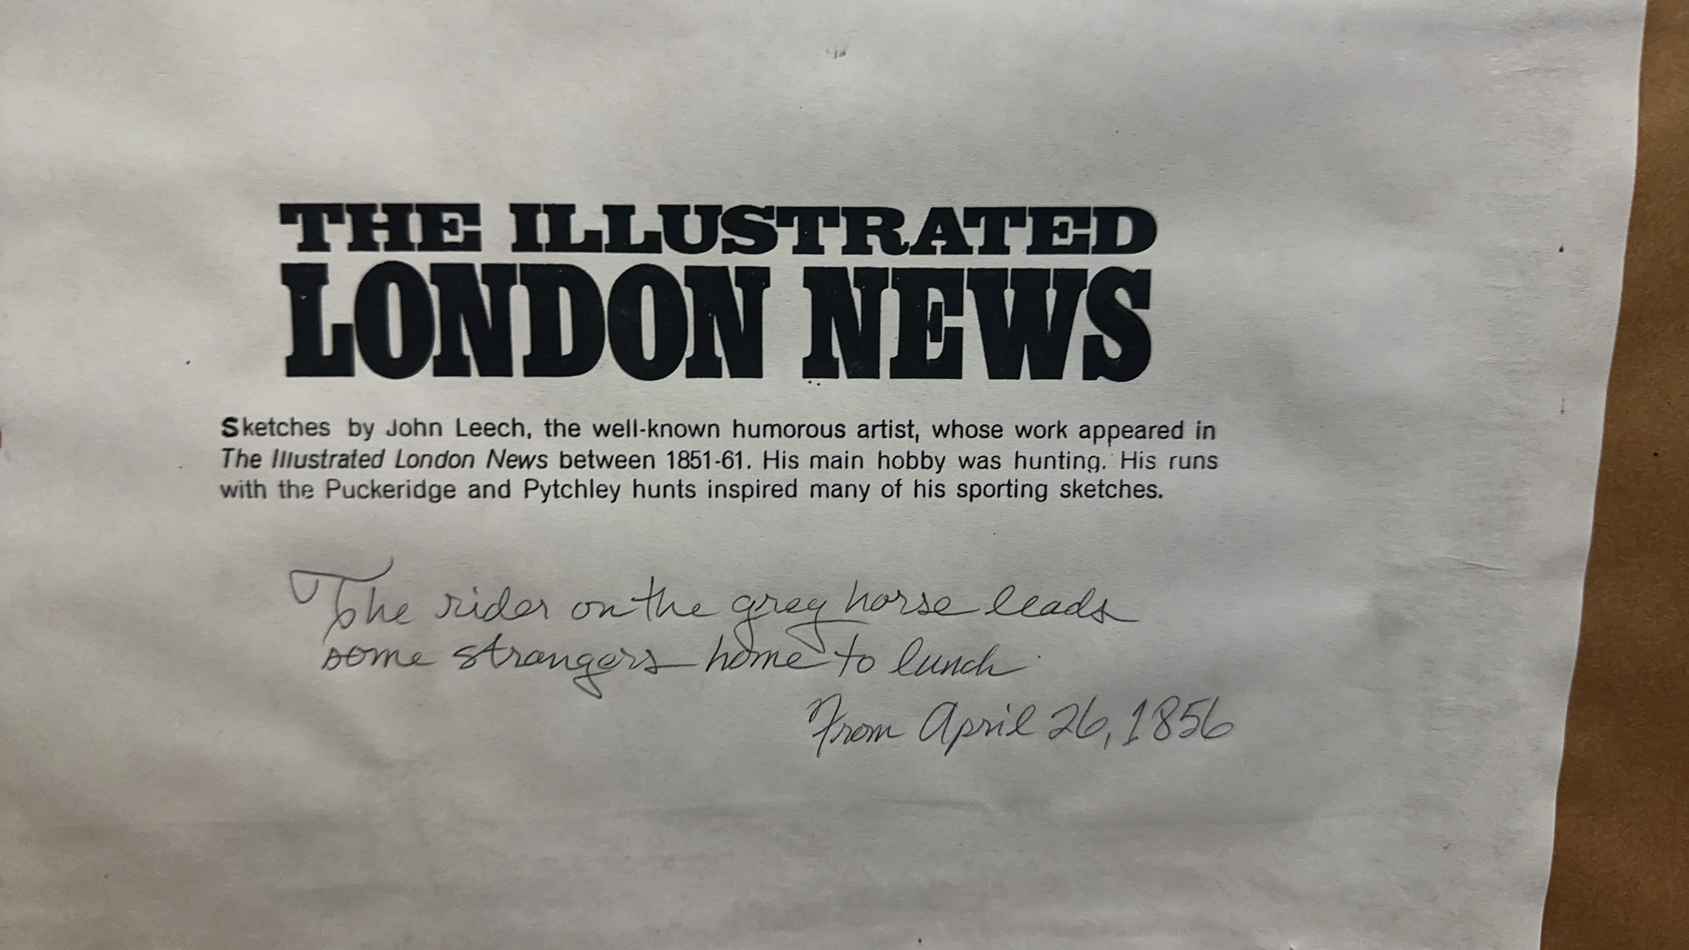 THE ILLUSTRATED
LONDON NEWS
Sketches by John Leech, the well-known humorous artist, whose work appeared in
The Illustrated London News between 1851-61. His main hobby was hunting. His runs
with the Puckeridge and Pytchley hunts inspired many of his sporting sketches.
The rider on the grey horse leads
some strangers home to lunch
From April 26, 1856